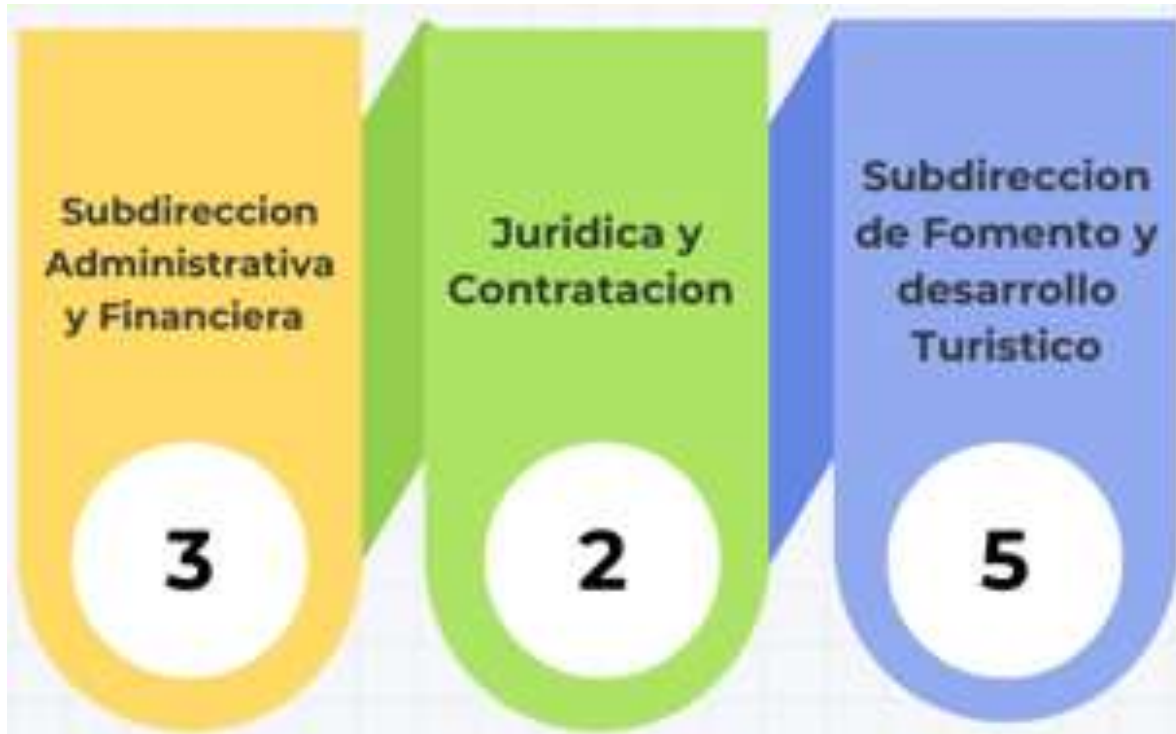 Subdireccion
Administrativa
y Financiera
3
Juridica y
Contratacion
2
Subdireccion
de Fomento y
desarrollo
Turistico
5